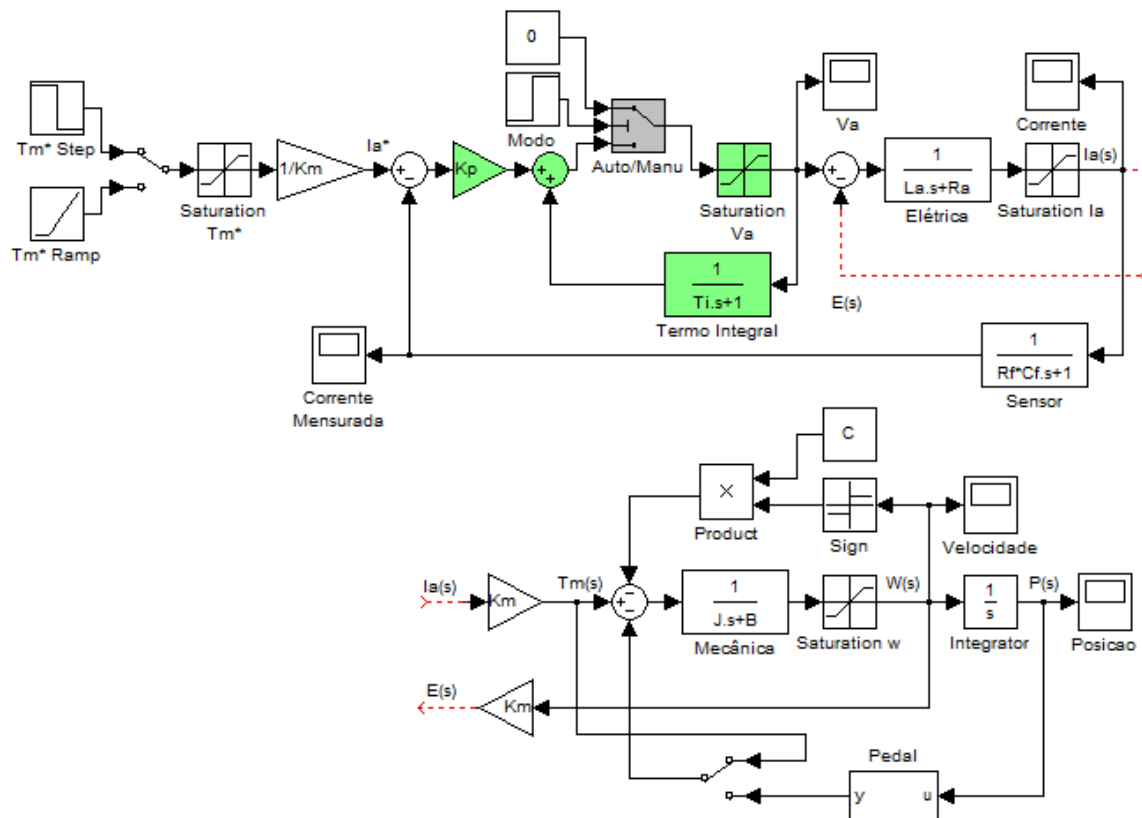 0
Tm* Step
Modo
Auto/Manu
Va
Corrente
Ia*
1/Km
Kp
Ia(s)
1
La.s+Ra
Saturation
Tm*
Saturation
Va
Elétrica
Saturation Ia
Tm* Ramp
1
Ti.s+1
Termo Integral
E(s)
Corrente
Mensurada
1
Rf*Cf.s+1
Sensor
C
Product
Sign
Velocidade
Ia(s)
Km
Tm(s)
1
J.s+B
Mecânica
Saturation w
W(s)
1
s
Integrator
P(s)
Posicao
E(s)
Km
Pedal
y
u